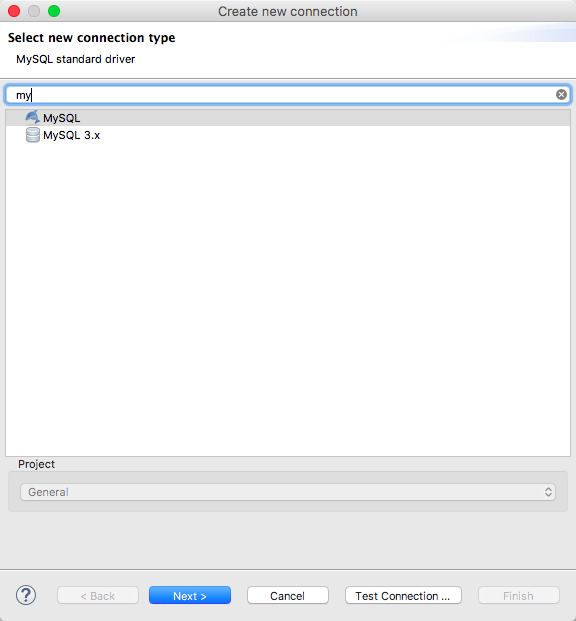 Create new connection
Select new connection type
MySQL standard driver
my
MySQL
MySQL 3.x
Project
General
? < Back Next > Cancel Test Connection ... Finish